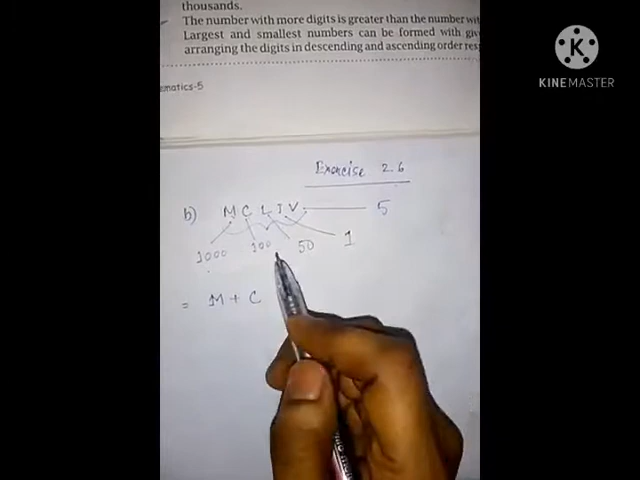 thousands.
The number with more digits is greater than the number wit
Largest and smallest numbers can be formed with giv
arranging the digits in descending and ascending order res
ematics-5
K
KINEMASTER
Exercise 2.6
b) M C L I V 5
1000 100 50 1
= M + C